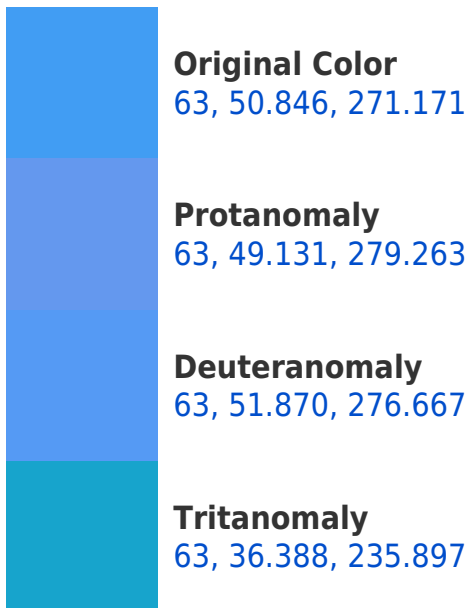 Original Color
63, 50.846, 271.171
Protanomaly
63, 49.131, 279.263
Deuteranomaly
63, 51.870, 276.667
Tritanomaly
63, 36.388, 235.897